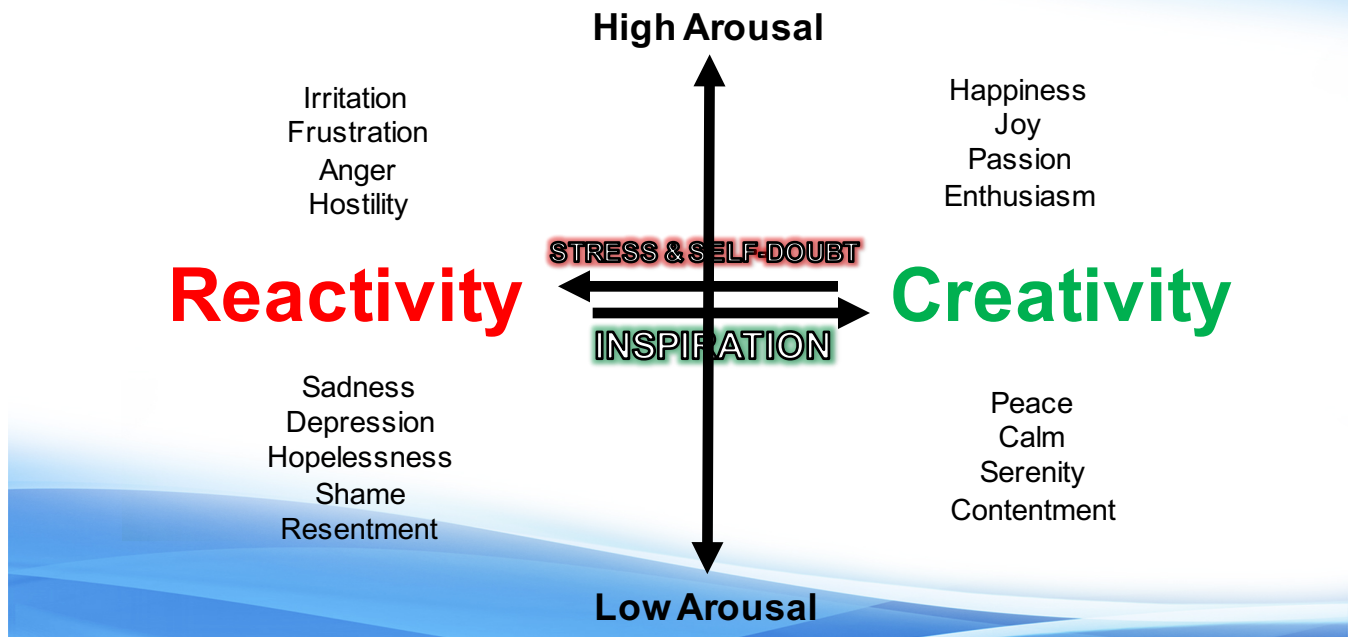 High Arousal
Irritation
Frustration
Anger
Hostility
Happiness
Joy
Passion
Enthusiasm
STRESS & SELF-DOUBT
Reactivity
Creativity
INSPIRATION
Sadness
Depression
Hopelessness
Shame
Resentment
Peace
Calm
Serenity
Contentment
Low Arousal